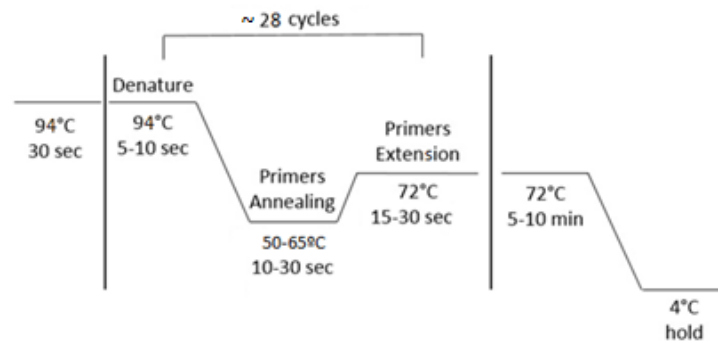 ~ 28 cycles
Denature
94°C
30 sec
94°C
5-10 sec
Primers
Annealing
50-65ºC
10-30 sec
Primers
Extension
72°C
15-30 sec
72°C
5-10 min
4°C
hold